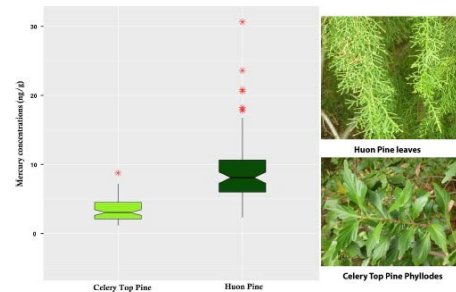 Mercury concentrations (ng/g)
30
20
10
0
Celery Top Pine
Huon Pine
Huon Pine leaves
Celery Top Pine Phyllodes